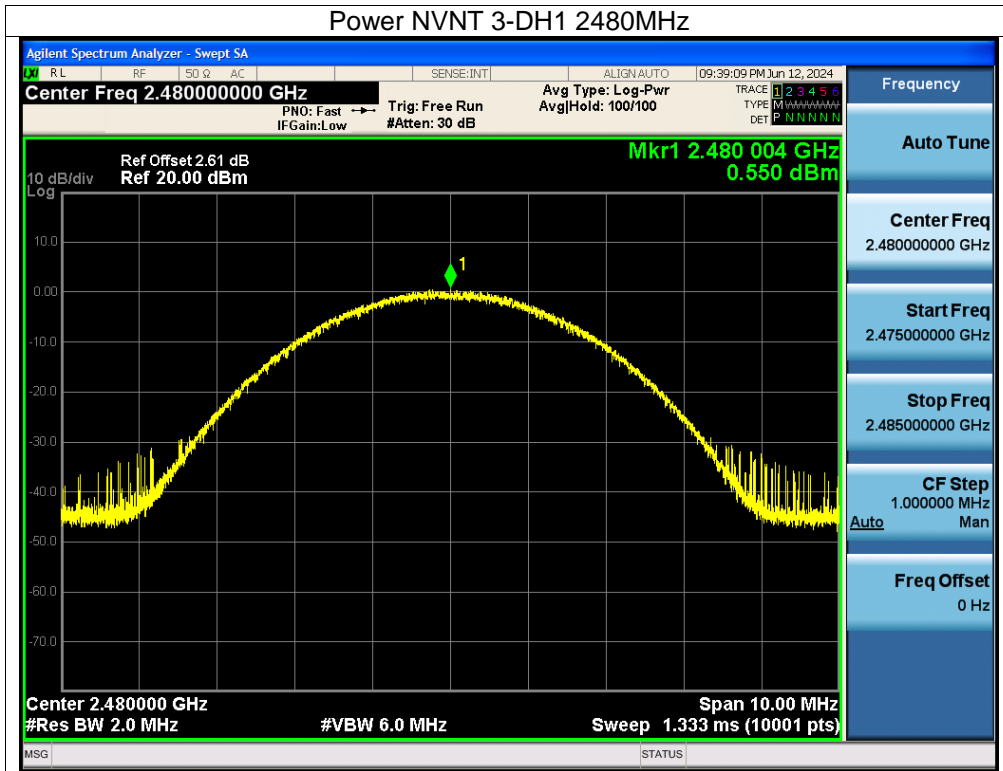 Power NVNT 3-DH1 2480MHz
Agilent Spectrum Analyzer - Swept SA
LXI RL RF 50 Ω AC SENSE:INT ALIGN AUTO 09:39:09 PM Jun 12, 2024
Center Freq 2.480000000 GHz
PNO: Fast
IFGain:Low
Trig: Free Run
#Atten: 30 dB
Avg Type: Log-Pwr
Avg|Hold: 100/100
TRACE 1 2 3 4 5 6
TYPE M WWWWW
DET P N N N N N
Frequency
Auto Tune
Center Freq
2.480000000 GHz
Start Freq
2.475000000 GHz
Stop Freq
2.485000000 GHz
CF Step
1.000000 MHz
Auto Man
Freq Offset
0 Hz
Mkr1 2.480 004 GHz
0.550 dBm
Ref Offset 2.61 dB
10 dB/div Ref 20.00 dBm
Log
10.0
1
0.00
-10.0
-20.0
-30.0
-40.0
-50.0
-60.0
-70.0
Center 2.480000 GHz Span 10.00 MHz
#Res BW 2.0 MHz #VBW 6.0 MHz Sweep 1.333 ms (10001 pts)
MSG STATUS